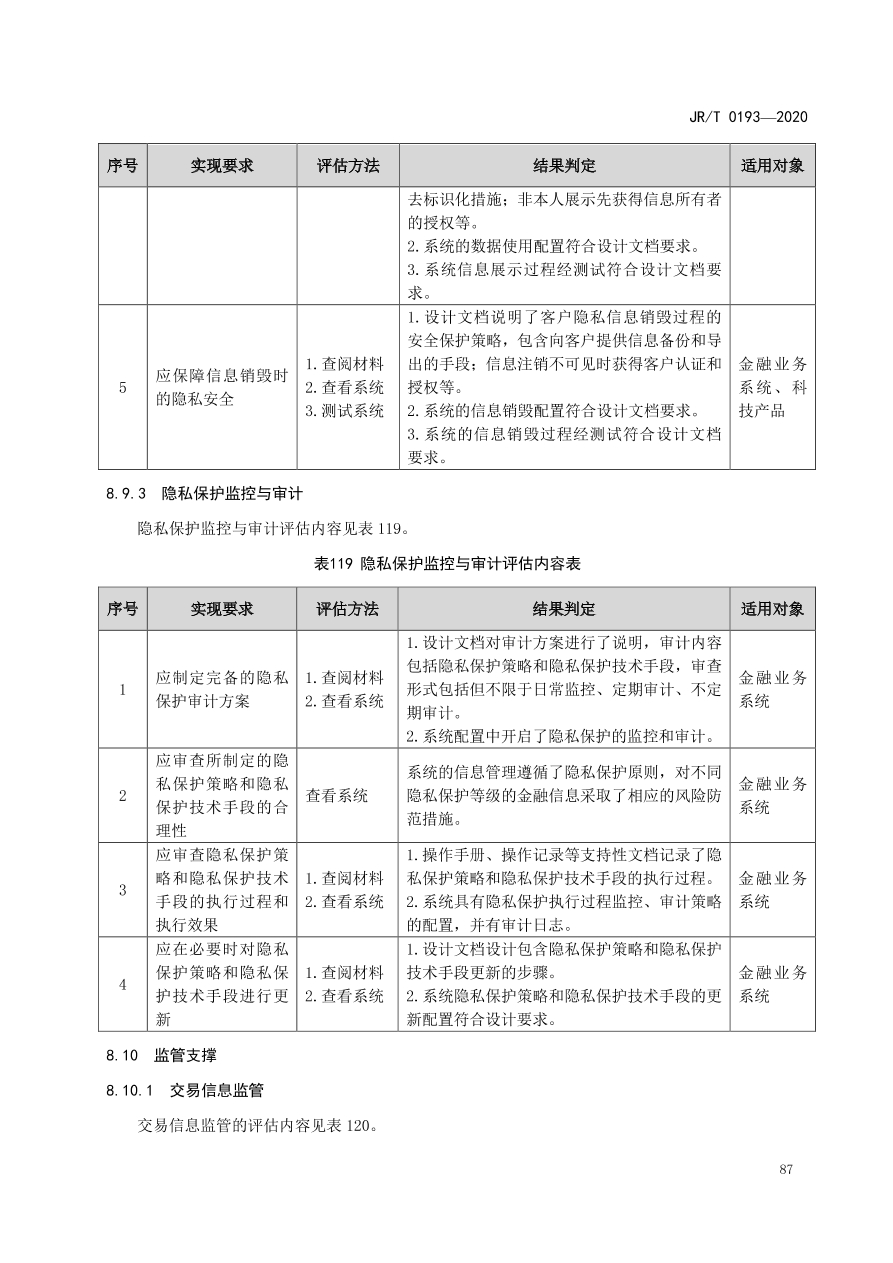 JR/T 0193—2020
序号 实现要求 评估方法 结果判定 适用对象
去标识化措施；非本人展示先获得信息所有者
的授权等。
2.系统的数据使用配置符合设计文档要求。
3.系统信息展示过程经测试符合设计文档要
求。
5
应保障信息销毁时
的隐私安全
1.查阅材料
2.查看系统
3.测试系统
1.设计文档说明了客户隐私信息销毁过程的
安全保护策略，包含向客户提供信息备份和导
出的手段；信息注销不可见时获得客户认证和
授权等。
2.系统的信息销毁配置符合设计文档要求。
3.系统的信息销毁过程经测试符合设计文档
要求。
金融业务
系统、科
技产品
8.9.3 隐私保护监控与审计
隐私保护监控与审计评估内容见表 119。
表119 隐私保护监控与审计评估内容表
序号 实现要求 评估方法 结果判定 适用对象
1
应制定完备的隐私
保护审计方案
1.查阅材料
2.查看系统
1.设计文档对审计方案进行了说明，审计内容
包括隐私保护策略和隐私保护技术手段，审查
形式包括但不限于日常监控、定期审计、不定
期审计。
2.系统配置中开启了隐私保护的监控和审计。
金融业务
系统
2
应审查所制定的隐
私保护策略和隐私
保护技术手段的合
理性
查看系统
系统的信息管理遵循了隐私保护原则，对不同
隐私保护等级的金融信息采取了相应的风险防
范措施。
金融业务
系统
3
应审查隐私保护策
略和隐私保护技术
手段的执行过程和
执行效果
1.查阅材料
2.查看系统
1.操作手册、操作记录等支持性文档记录了隐
私保护策略和隐私保护技术手段的执行过程。
2.系统具有隐私保护执行过程监控、审计策略
的配置，并有审计日志。
金融业务
系统
4
应在必要时对隐私
保护策略和隐私保
护技术手段进行更
新
1.查阅材料
2.查看系统
1.设计文档设计包含隐私保护策略和隐私保护
技术手段更新的步骤。
2.系统隐私保护策略和隐私保护技术手段的更
新配置符合设计要求。
金融业务
系统
8.10 监管支撑
8.10.1 交易信息监管
交易信息监管的评估内容见表 120。
87